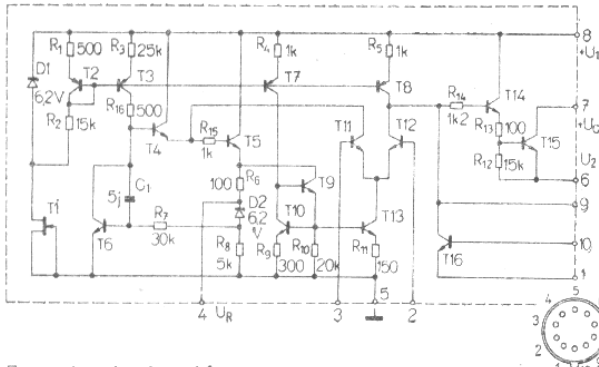 R1 500
R3 25k
R4 1k
R5 1k
8
+U1
D1
T2
T3
T7
T8
R14
T14
6,2V
R16 500
1k2
7
R2 15k
T4
R15
1k
T5
T11
T12
R13 100
T15
+UC
R12 15k
U2
6
100 R6
T9
9
C1
5j
D2
6,2
V
T1
T6
R7
30k
T10
T13
10
T16
R8
5k
R9
300
R10
20k
R11 150
1
4
UR
3
5
2
5
4
3
2
1